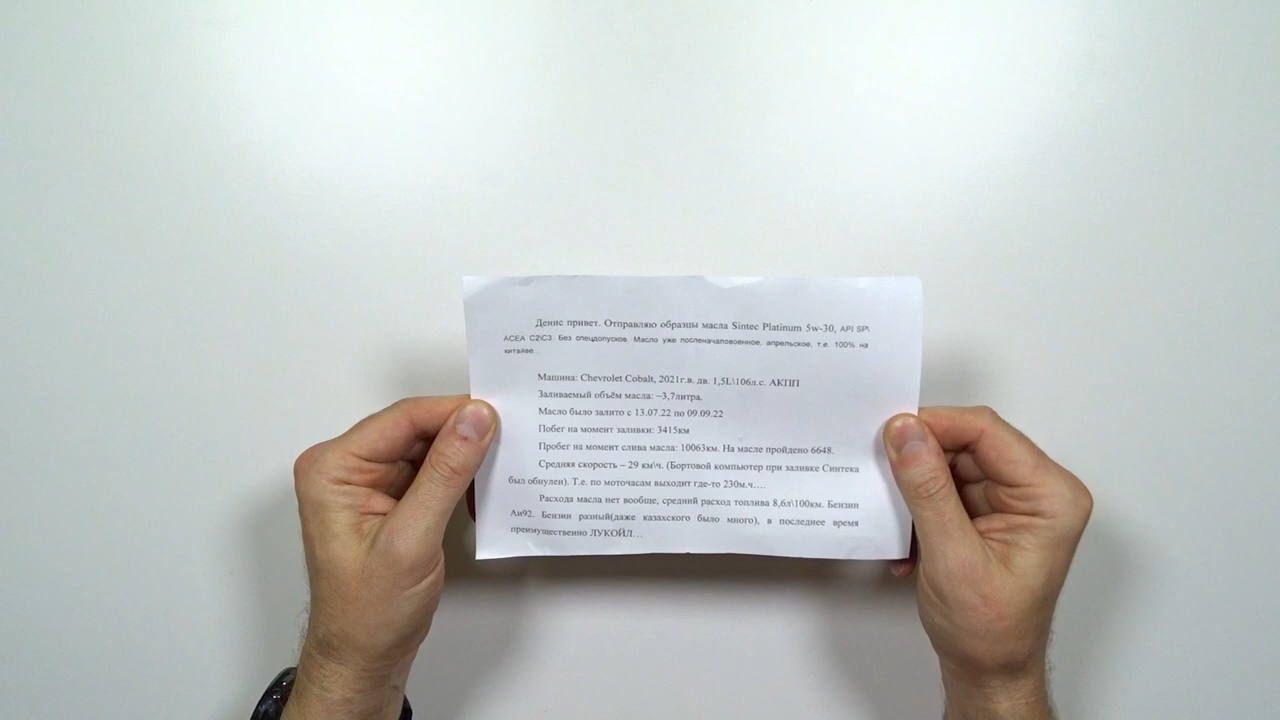 Денис привет. Отправляю образцы масла Sintec Platinum 5w-30, API SP\
ACEA C2\C3. Без спецдопусков. Масло уже посленачаловоенное, апрельское, т.е. 100% на
китайве...
Машина: Chevrolet Cobalt, 2021г.в. дв. 1,5L\106л.с. АКПП
Заливаемый объём масла: ~3,7литра.
Масло было залито с 13.07.22 по 09.09.22
Побег на момент заливки: 3415км
Пробег на момент слива масла: 10063км. На масле пройдено 6648.
Средняя скорость – 29 км\ч. (Бортовой компьютер при заливке Синтека
был обнулен). Т.е. по моточасам выходит где-то 230м.ч….
Расхода масла нет вообще, средний расход топлива 8,6л\100км. Бензин
Аи92. Бензин разный(даже казахского было много), в последнее время
преимущественно ЛУКОЙЛ…